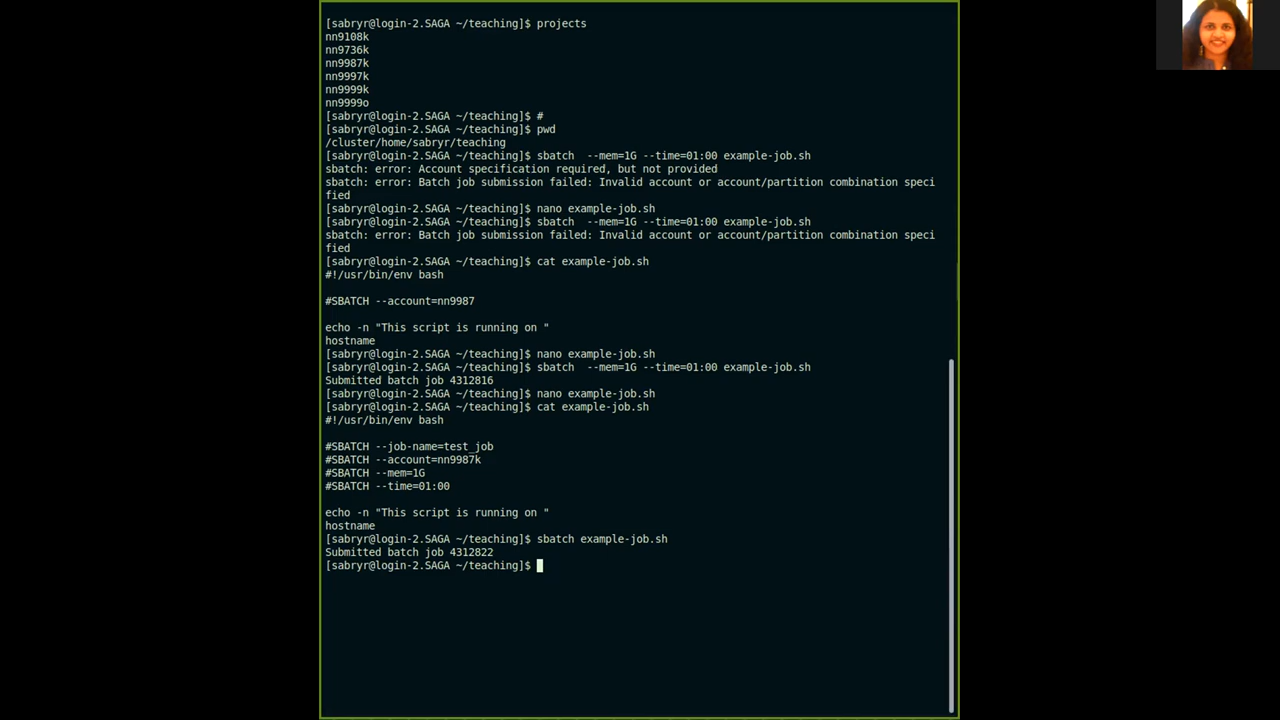 [sabryr@login-2.SAGA ~/teaching]$ projects
nn9108k
nn9736k
nn9987k
nn9997k
nn9999k
nn9999o
[sabryr@login-2.SAGA ~/teaching]$ #
[sabryr@login-2.SAGA ~/teaching]$ pwd
/cluster/home/sabryr/teaching
[sabryr@login-2.SAGA ~/teaching]$ sbatch  --mem=1G --time=01:00 example-job.sh
sbatch: error: Account specification required, but not provided
sbatch: error: Batch job submission failed: Invalid account or account/partition combination speci
fied
[sabryr@login-2.SAGA ~/teaching]$ nano example-job.sh
[sabryr@login-2.SAGA ~/teaching]$ sbatch  --mem=1G --time=01:00 example-job.sh
sbatch: error: Batch job submission failed: Invalid account or account/partition combination speci
fied
[sabryr@login-2.SAGA ~/teaching]$ cat example-job.sh
#!/usr/bin/env bash
#SBATCH --account=nn9987
echo -n "This script is running on "
hostname
[sabryr@login-2.SAGA ~/teaching]$ nano example-job.sh
[sabryr@login-2.SAGA ~/teaching]$ sbatch  --mem=1G --time=01:00 example-job.sh
Submitted batch job 4312816
[sabryr@login-2.SAGA ~/teaching]$ nano example-job.sh
[sabryr@login-2.SAGA ~/teaching]$ cat example-job.sh
#!/usr/bin/env bash
#SBATCH --job-name=test_job
#SBATCH --account=nn9987k
#SBATCH --mem=1G
#SBATCH --time=01:00
echo -n "This script is running on "
hostname
[sabryr@login-2.SAGA ~/teaching]$ sbatch example-job.sh
Submitted batch job 4312822
[sabryr@login-2.SAGA ~/teaching]$